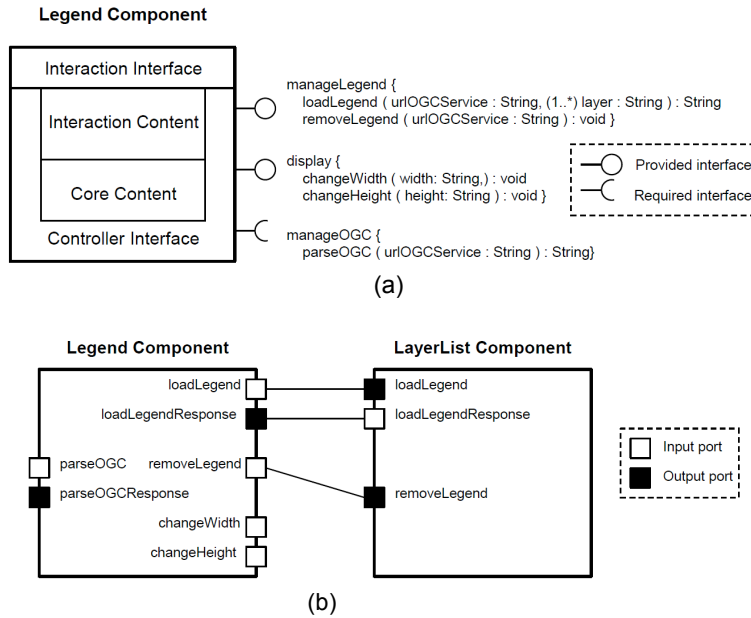 Legend Component
Interaction Interface
Interaction Content
Core Content
Controller Interface
manageLegend {
loadLegend ( urlOGCService : String, (1..*) layer : String ) : String
removeLegend ( urlOGCService : String ) : void }
display {
changeWidth ( width: String,) : void
changeHeight ( height: String ) : void }
manageOGC {
parseOGC ( urlOGCService : String ) : String}
Provided interface
Required interface
(a)
Legend Component
LayerList Component
loadLegend
loadLegendResponse
parseOGC
removeLegend
parseOGCResponse
changeWidth
changeHeight
loadLegend
loadLegendResponse
removeLegend
Input port
Output port
(b)